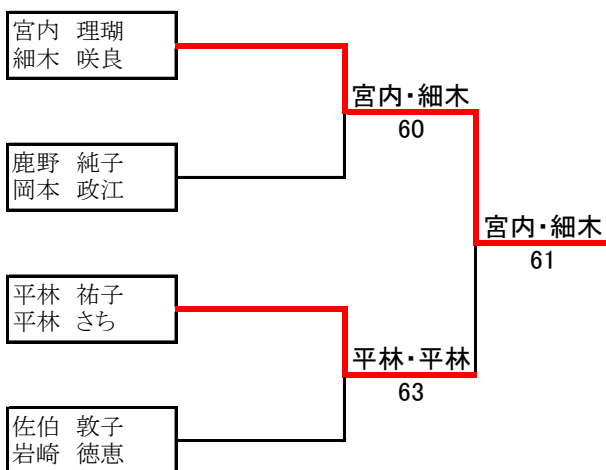 宮内 理瑚
細木 咲良
宮内・細木
60
鹿野 純子
岡本 政江
宮内・細木
61
平林 祐子
平林 さち
平林・平林
63
佐伯 敦子
岩崎 徳恵